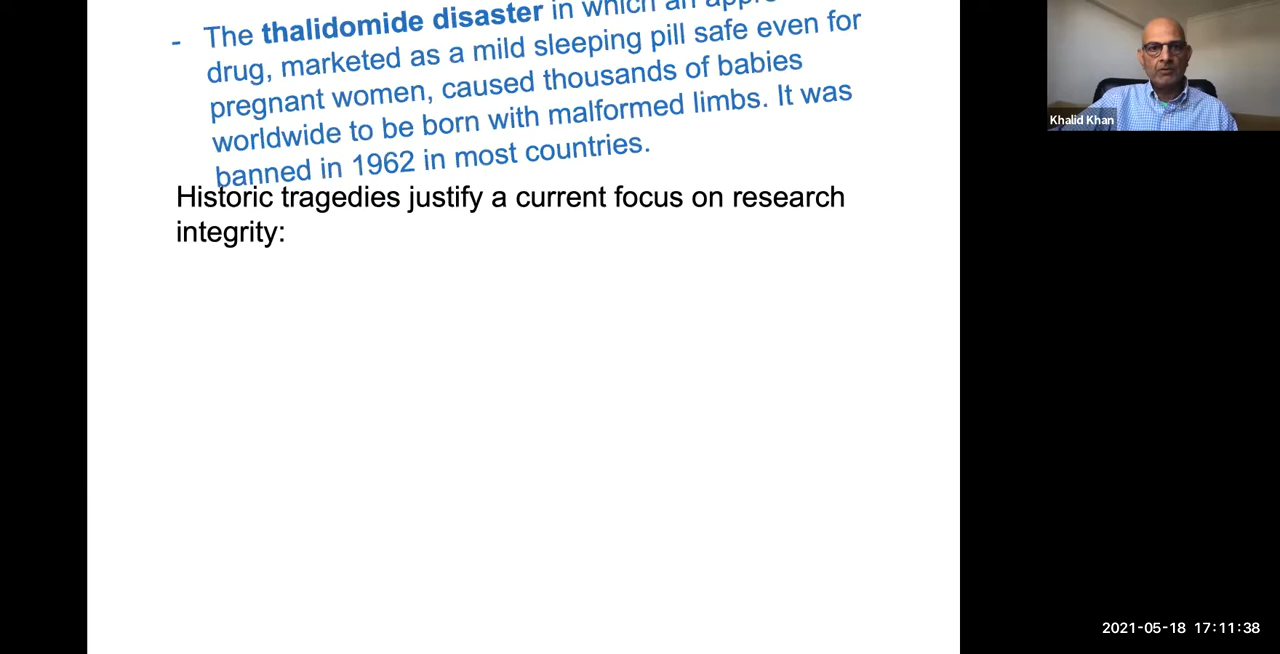 - The thalidomide disaster in which an
drug, marketed as a mild sleeping pill safe even for
pregnant women, caused thousands of babies
worldwide to be born with malformed limbs. It was
banned in 1962 in most countries.
Historic tragedies justify a current focus on research
integrity:
Khalid Khan
2021-05-18 17:11:38